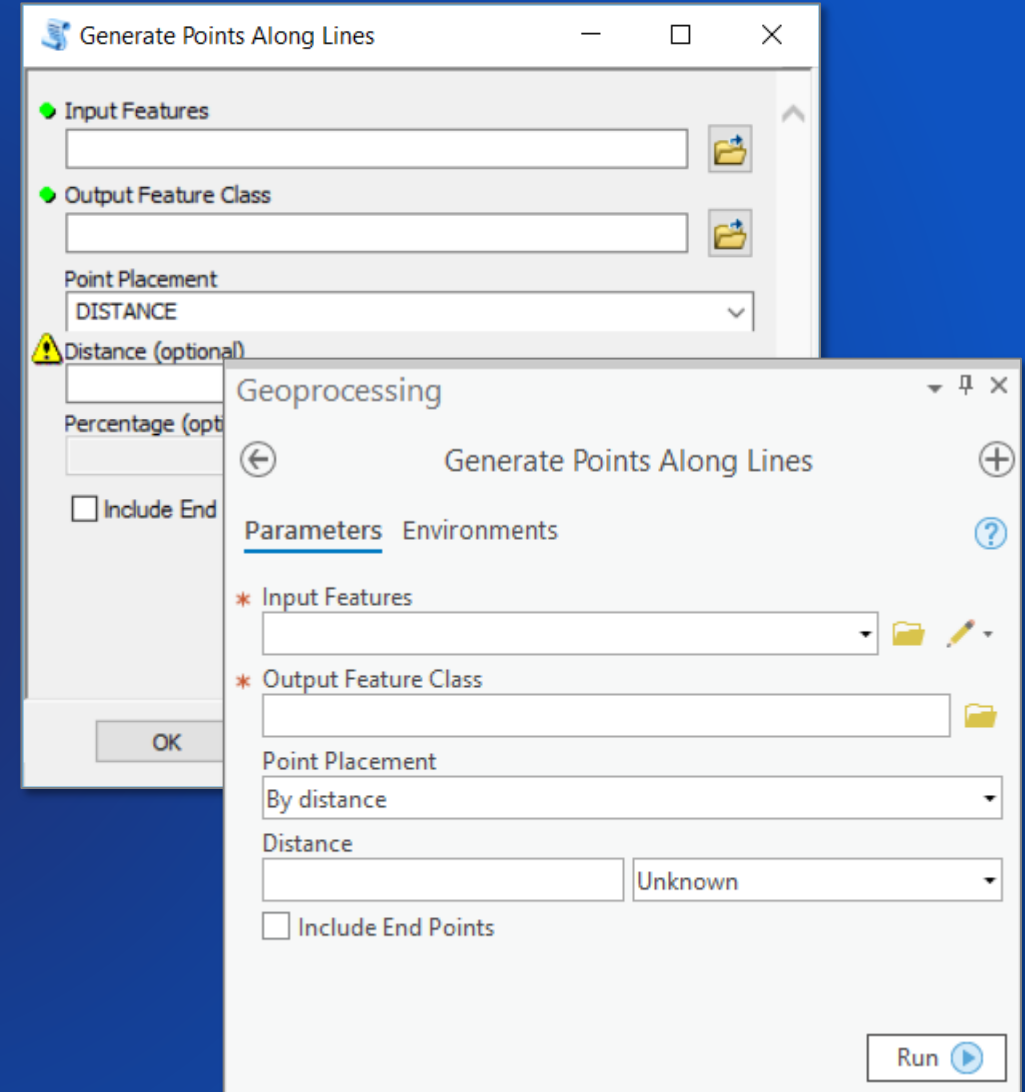 Generate Points Along Lines
Input Features
Output Feature Class
Point Placement
DISTANCE
Distance (optional)
Percentage (opti
Include End
OK
Geoprocessing
Generate Points Along Lines
Parameters Environments
* Input Features
* Output Feature Class
Point Placement
By distance
Distance
Unknown
Include End Points
Run